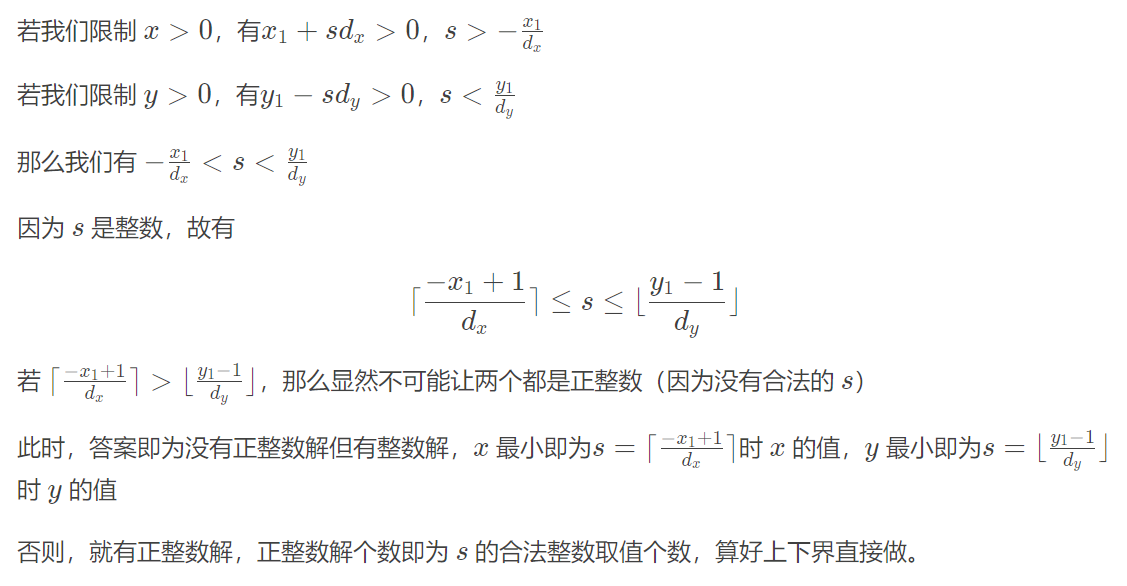 若我们限制 $x > 0$，有$x_1 + sd_x > 0$，$s > -\frac{x_1}{d_x}$
若我们限制 $y > 0$，有$y_1 - sd_y > 0$，$s < \frac{y_1}{d_y}$
那么我们有 $-\frac{x_1}{d_x} < s < \frac{y_1}{d_y}$
因为 $s$ 是整数，故有
$\lceil \frac{-x_1+1}{d_x} \rceil \leq s \leq \lfloor \frac{y_1-1}{d_y} \rfloor$
若 $\lceil \frac{-x_1+1}{d_x} \rceil > \lfloor \frac{y_1-1}{d_y} \rfloor$，那么显然不可能让两个都是正整数（因为没有合法的 $s$）
此时，答案即为没有正整数解但有整数解，$x$ 最小即为$s = \lceil \frac{-x_1+1}{d_x} \rceil$时 $x$ 的值，$y$ 最小即为$s = \lfloor \frac{y_1-1}{d_y} \rfloor$
时 $y$ 的值
否则，就有正整数解，正整数解个数即为 $s$ 的合法整数取值个数，算好上下界直接做。